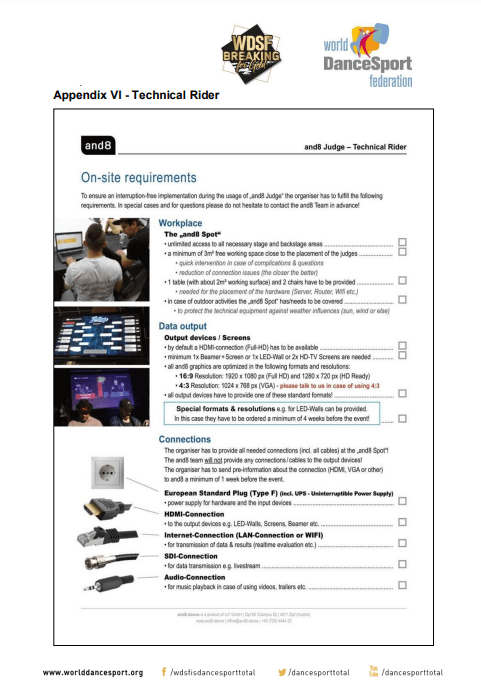 WDSF
BREAKING
for Gold
world
DanceSport
federation
Appendix VI - Technical Rider
and8
and8 Judge – Technical Rider
On-site requirements
To ensure an interruption-free implementation during the usage of „and8 Judge“ the organiser has to fulfill the following
requirements. In special cases and for questions please do not hesitate to contact the and8 Team in advance!
Workplace
The „and8 Spot“
• unlimited access to all necessary stage and backstage areas
• a minimum of 3m² free working space close to the placement of the judges
• quick intervention in case of complications & questions
• reduction of connection issues (the closer the better)
• 1 table (with about 2m² working surface) and 2 chairs have to be provided
• needed for the placement of the hardware (Server, Router, Wifi etc.)
• in case of outdoor activities the „and8 Spot“ has/needs to be covered
• to protect the technical equipment against weather influences (sun, wind or else)
Data output
Output devices / Screens
• by default a HDMI-connection (Full-HD) has to be available
• minimum 1x Beamer + Screen or 1x LED-Wall or 2x HD-TV Screens are needed
• all and8 graphics are optimized in the following formats and resolutions:
• 16:9 Resolution: 1920 x 1080 px (Full HD) and 1280 x 720 px (HD Ready)
• 4:3 Resolution: 1024 x 768 px (VGA) - please talk to us in case of using 4:3
• all output devices have to provide one of these standard formats!
Special formats & resolutions e.g. for LED-Walls can be provided.
In this case they have to be ordered a minimum of 4 weeks before the event!
Connections
The organiser has to provide all needed connections (incl. all cables) at the „and8 Spot“!
The and8 team will not provide any connections / cables to the output devices!
The organiser has to send pre-information about the connection (HDMI, VGA or other)
to and8 a minimum of 1 week before the event.
European Standard Plug (Type F) (incl. UPS - Uninterruptible Power Supply)
• power supply for hardware and the input devices
HDMI-Connection
• to the output devices e.g. LED-Walls, Screens, Beamer etc.
Internet-Connection (LAN-Connection or WIFI)
• for transmission of data & results (realtime evaluation etc.)
SDI-Connection
• for data transmission e.g. livestream
Audio-Connection
• for music playback in case of using videos, trailers etc.
www.worlddancesport.org
/wdsfisdancesporttotal
/dancesporttotal
You
Tube
/dancesporttotal